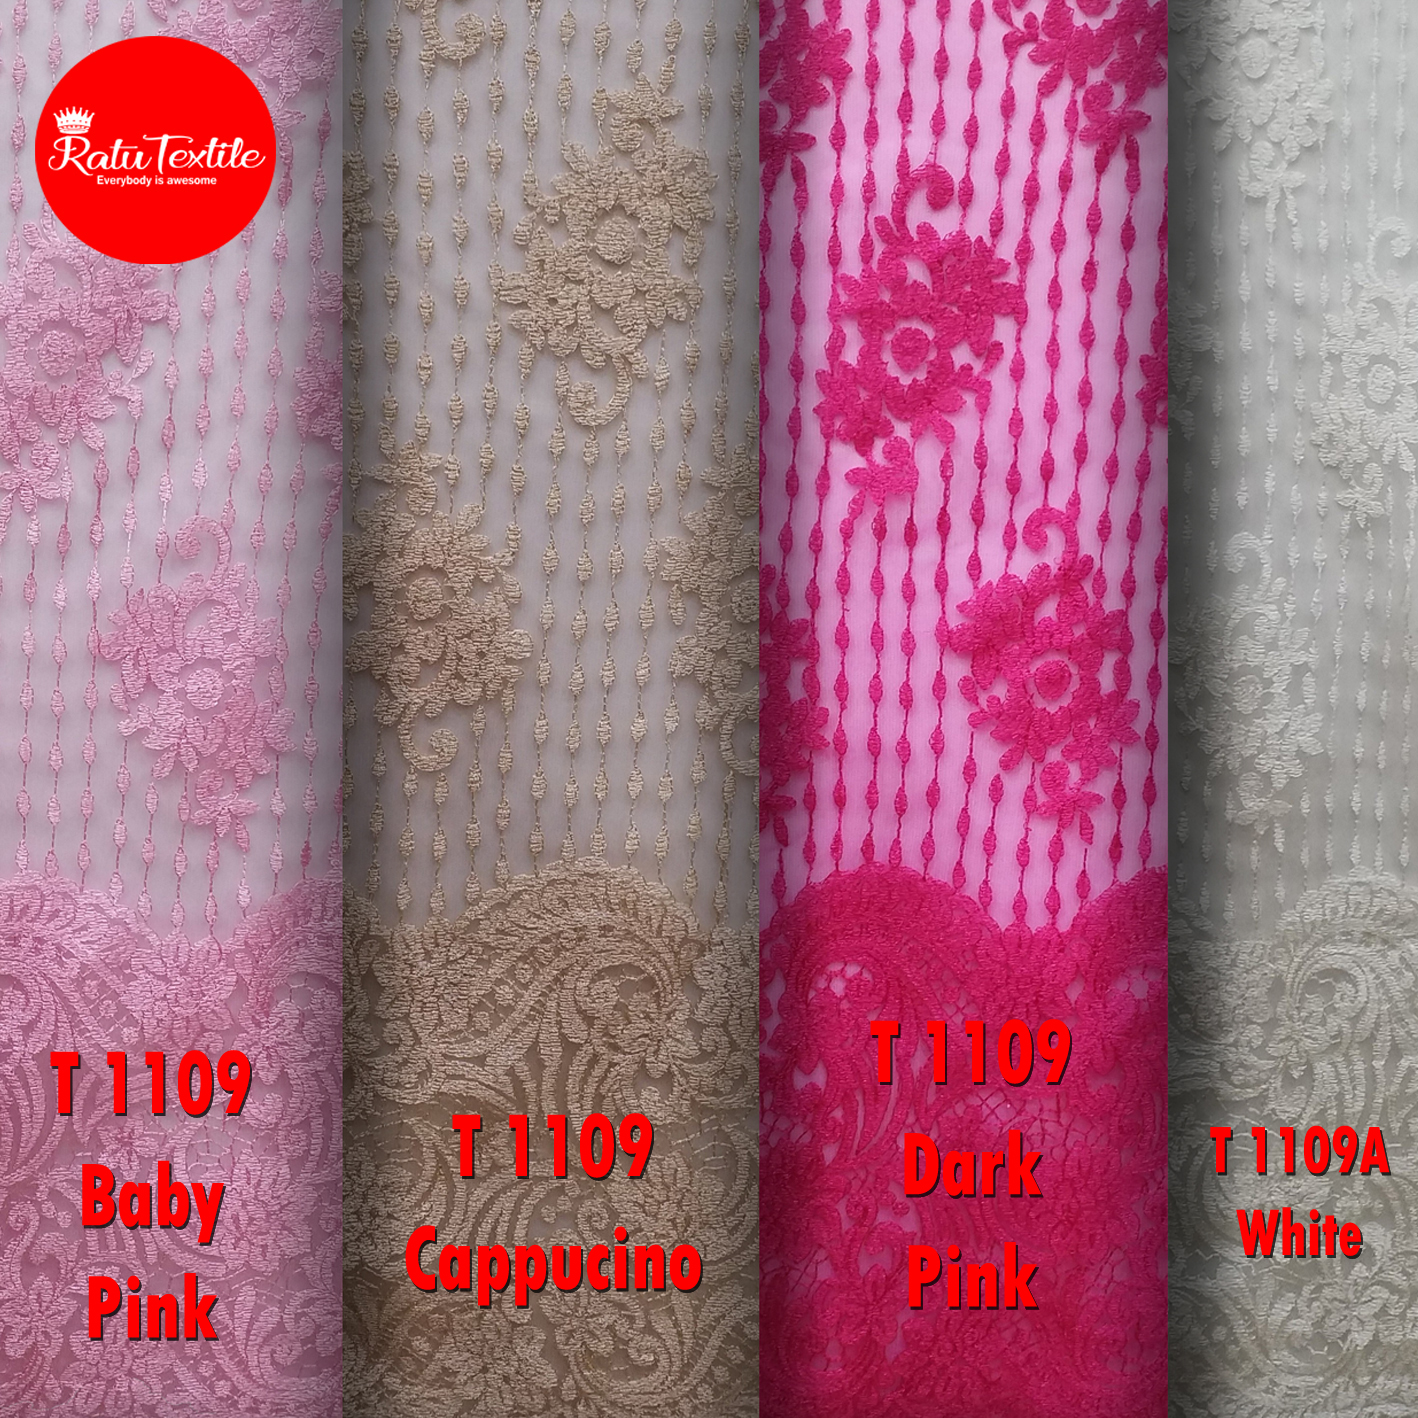 Ratu Textile
Everybody is awesome
T 1109
Baby
Pink
T 1109
Cappucino
T 1109
Dark
Pink
T 1109A
White